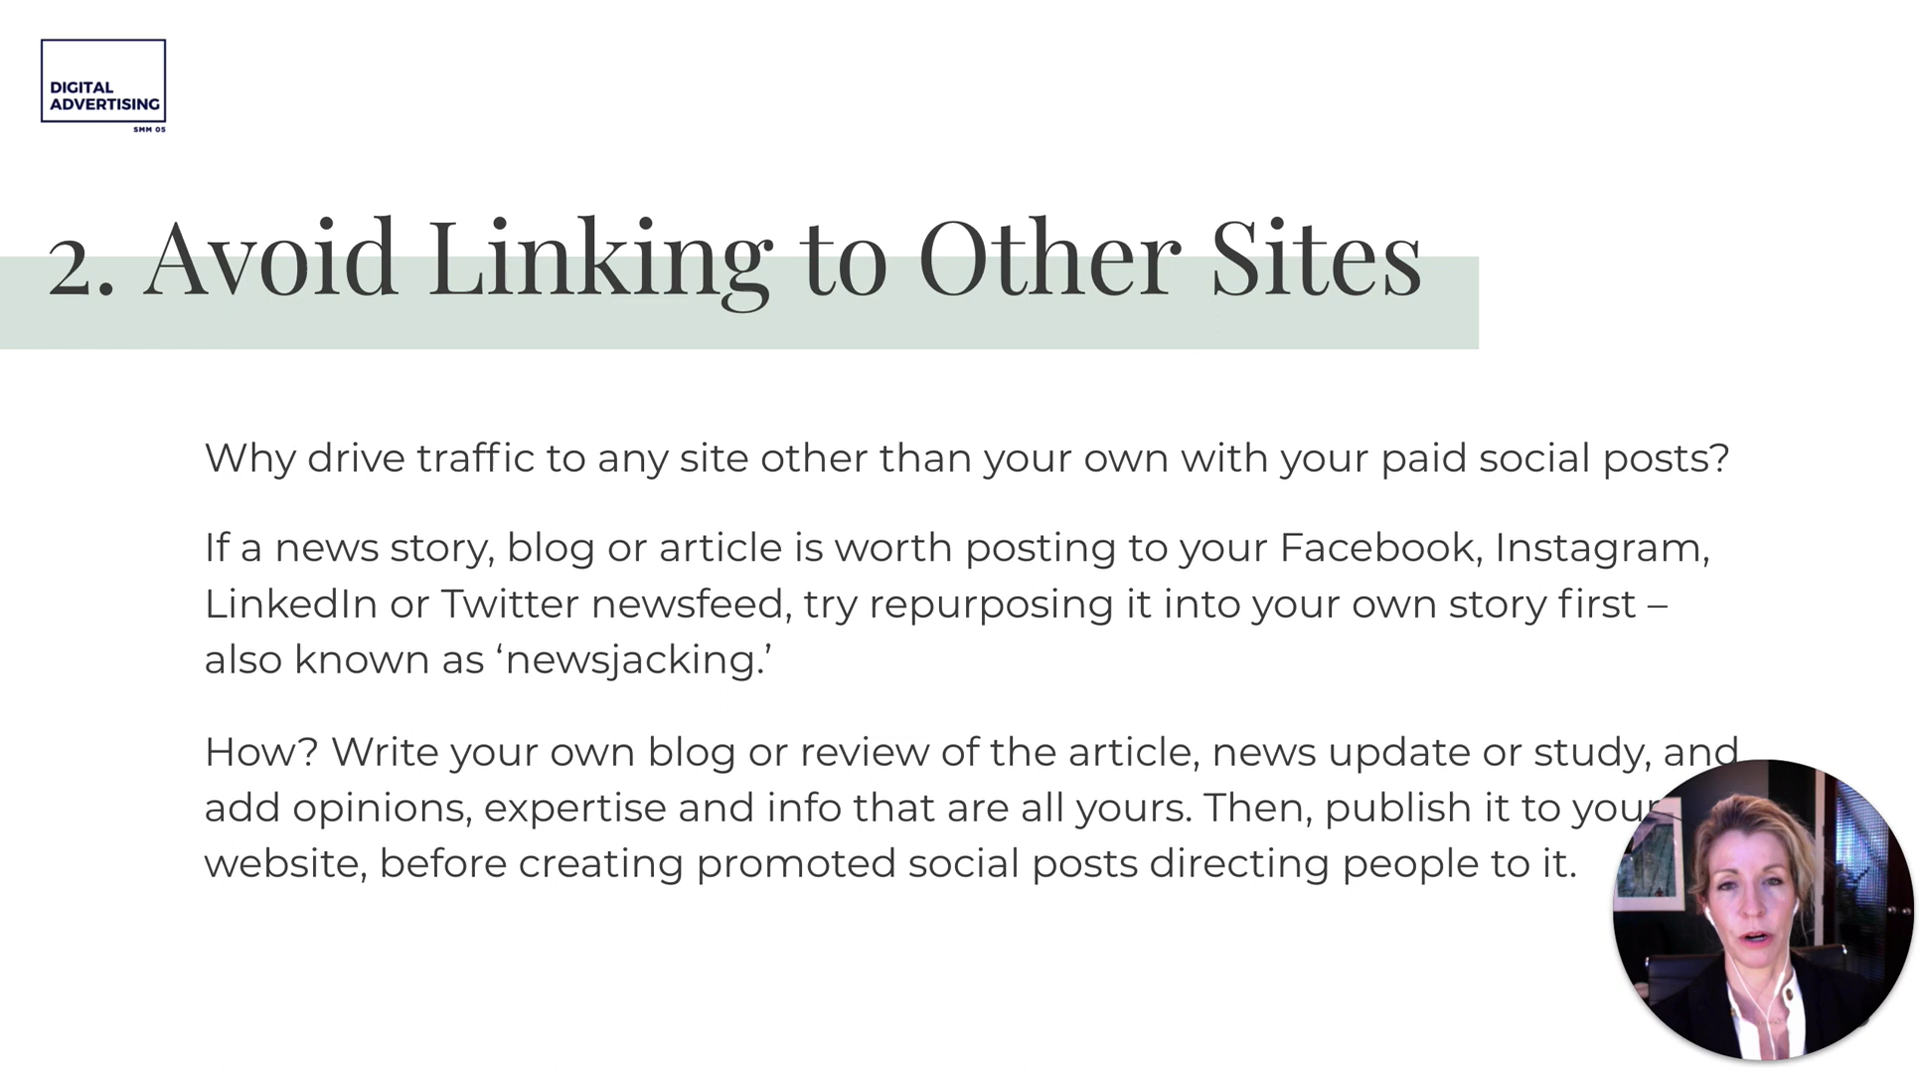 DIGITAL
ADVERTISING
SMM 05
2. Avoid Linking to Other Sites
Why drive traffic to any site other than your own with your paid social posts?
If a news story, blog or article is worth posting to your Facebook, Instagram,
LinkedIn or Twitter newsfeed, try repurposing it into your own story first –
also known as ‘newsjacking.’
How? Write your own blog or review of the article, news update or study, and
add opinions, expertise and info that are all yours. Then, publish it to your
website, before creating promoted social posts directing people to it.